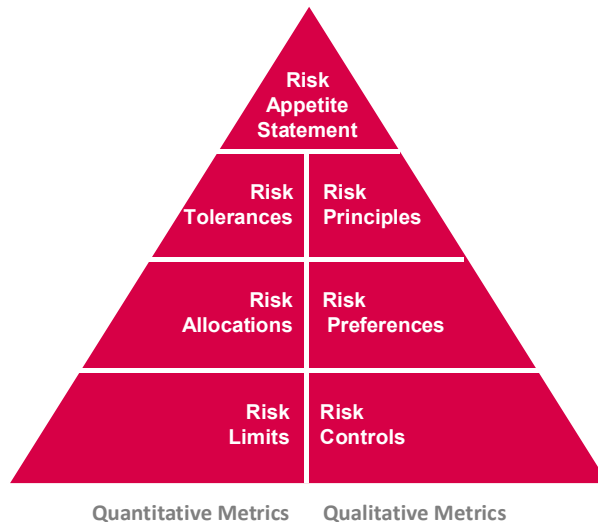 Risk
Appetite
Statement
Risk
Tolerances
Risk
Principles
Risk
Allocations
Risk
Preferences
Risk
Limits
Risk
Controls
Quantitative Metrics
Qualitative Metrics